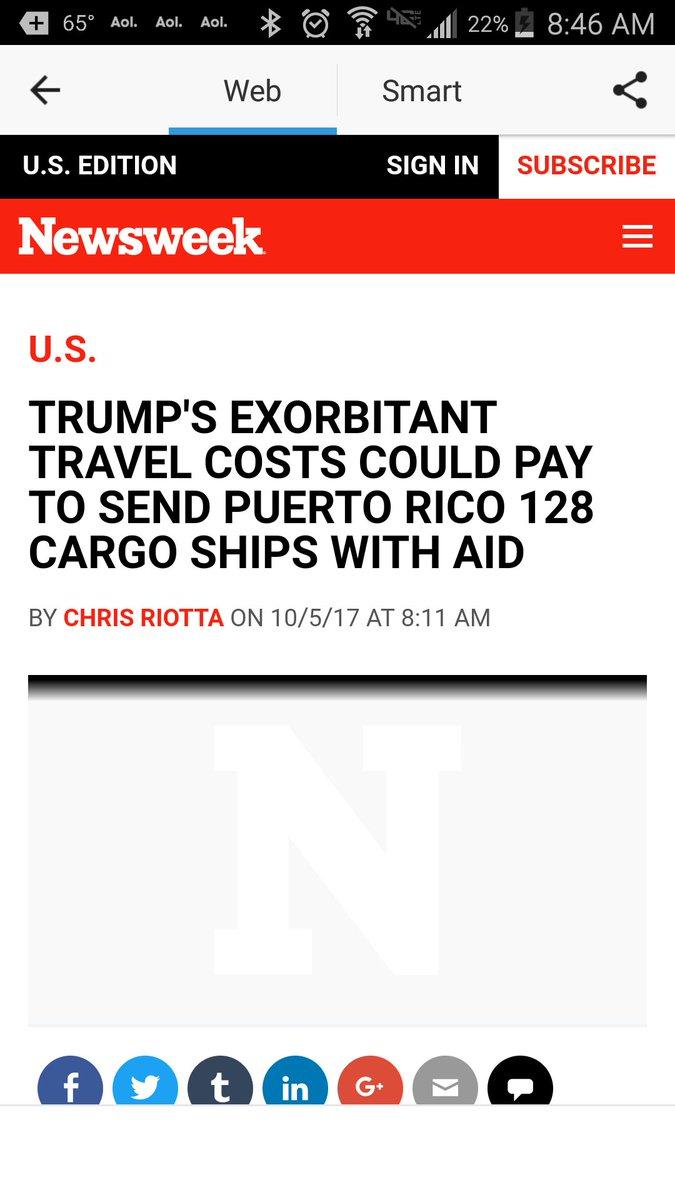 65° Aol. Aol. Aol. 22% 8:46 AM
Web Smart
U.S. EDITION SIGN IN SUBSCRIBE
Newsweek
U.S.
TRUMP'S EXORBITANT
TRAVEL COSTS COULD PAY
TO SEND PUERTO RICO 128
CARGO SHIPS WITH AID
BY CHRIS RIOTTA ON 10/5/17 AT 8:11 AM
N
f t in G+